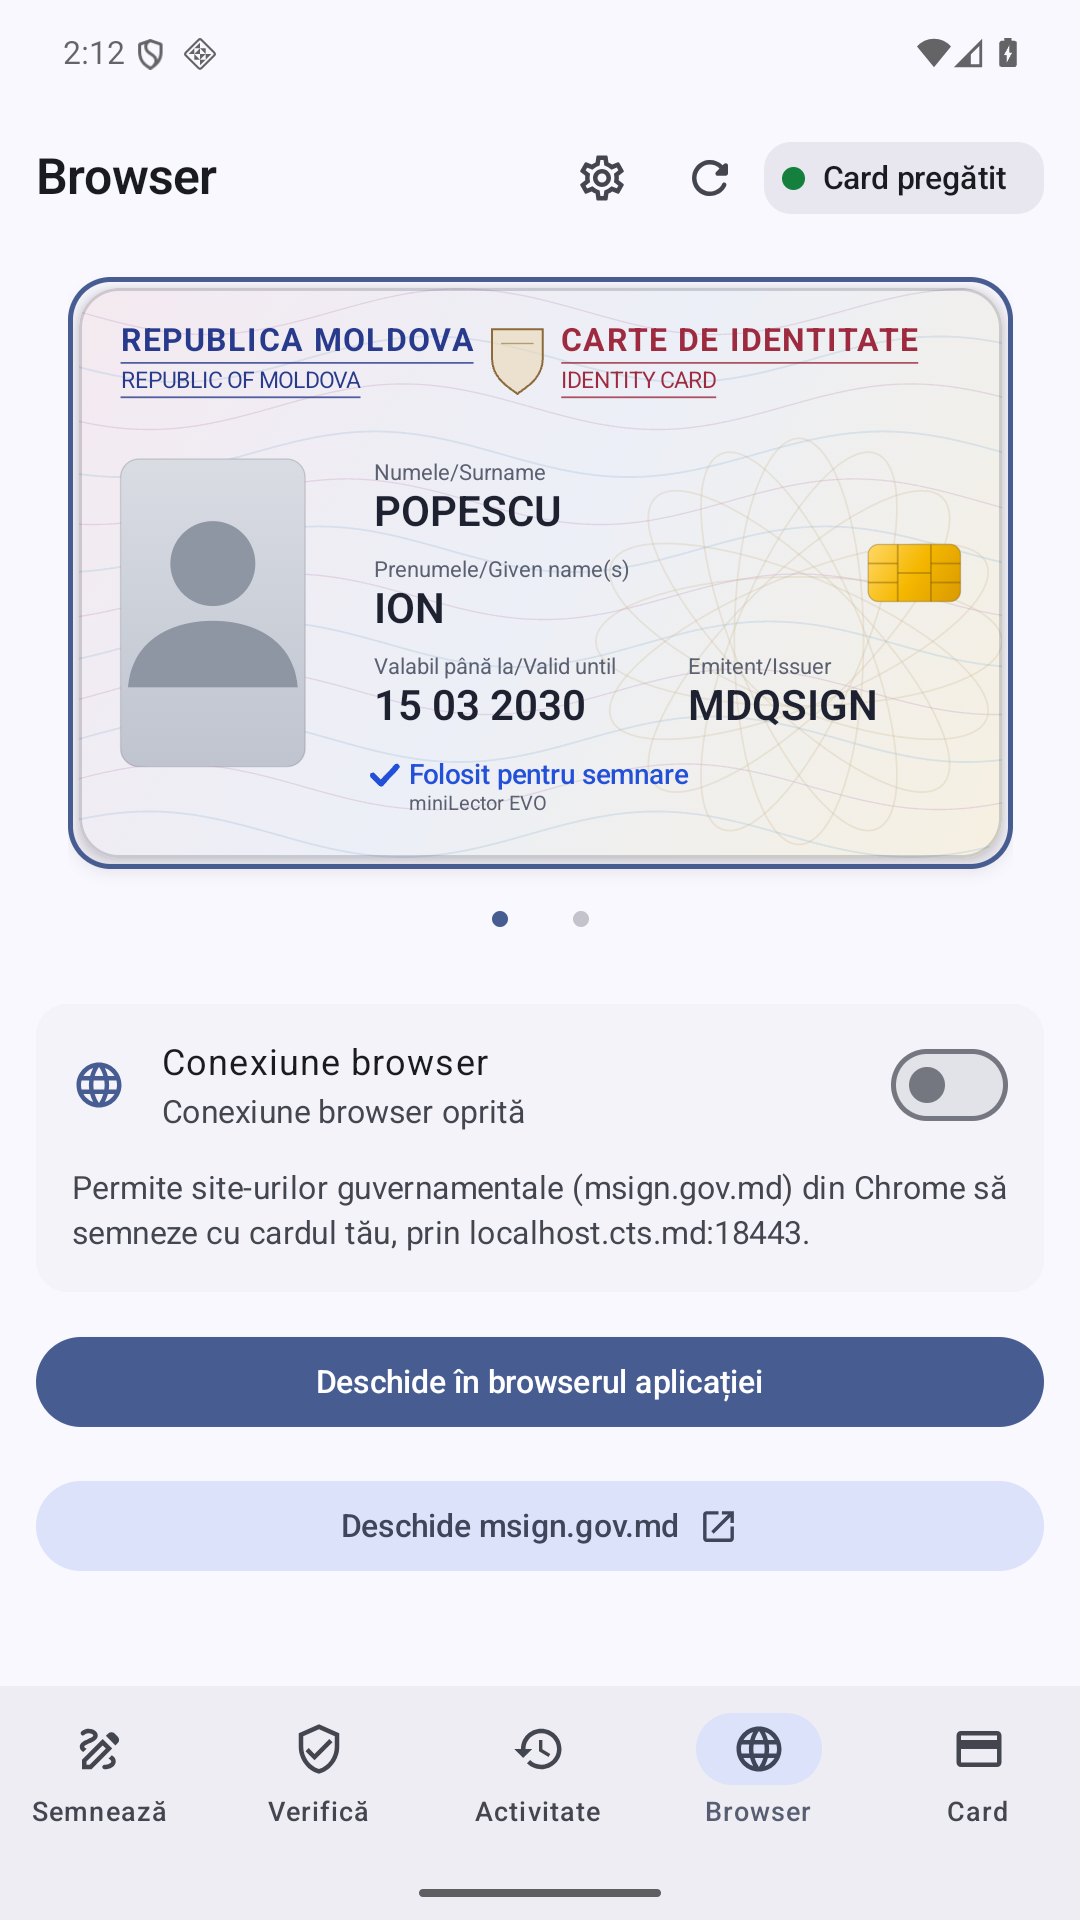 2:12
Browser
Card pregătit
REPUBLICA MOLDOVA
REPUBLIC OF MOLDOVA
CARTE DE IDENTITATE
IDENTITY CARD
Numele/Surname
POPESCU
Prenumele/Given name(s)
ION
Valabil până la/Valid until
15 03 2030
Emitent/Issuer
MDQSIGN
Folosit pentru semnare
miniLector EVO
Conexiune browser
Conexiune browser oprită
Permite site-urilor guvernamentale (msign.gov.md) din Chrome să
semneze cu cardul tău, prin localhost.cts.md:18443.
Deschide în browserul aplicației
Deschide msign.gov.md
Semnează
Verifică
Activitate
Browser
Card